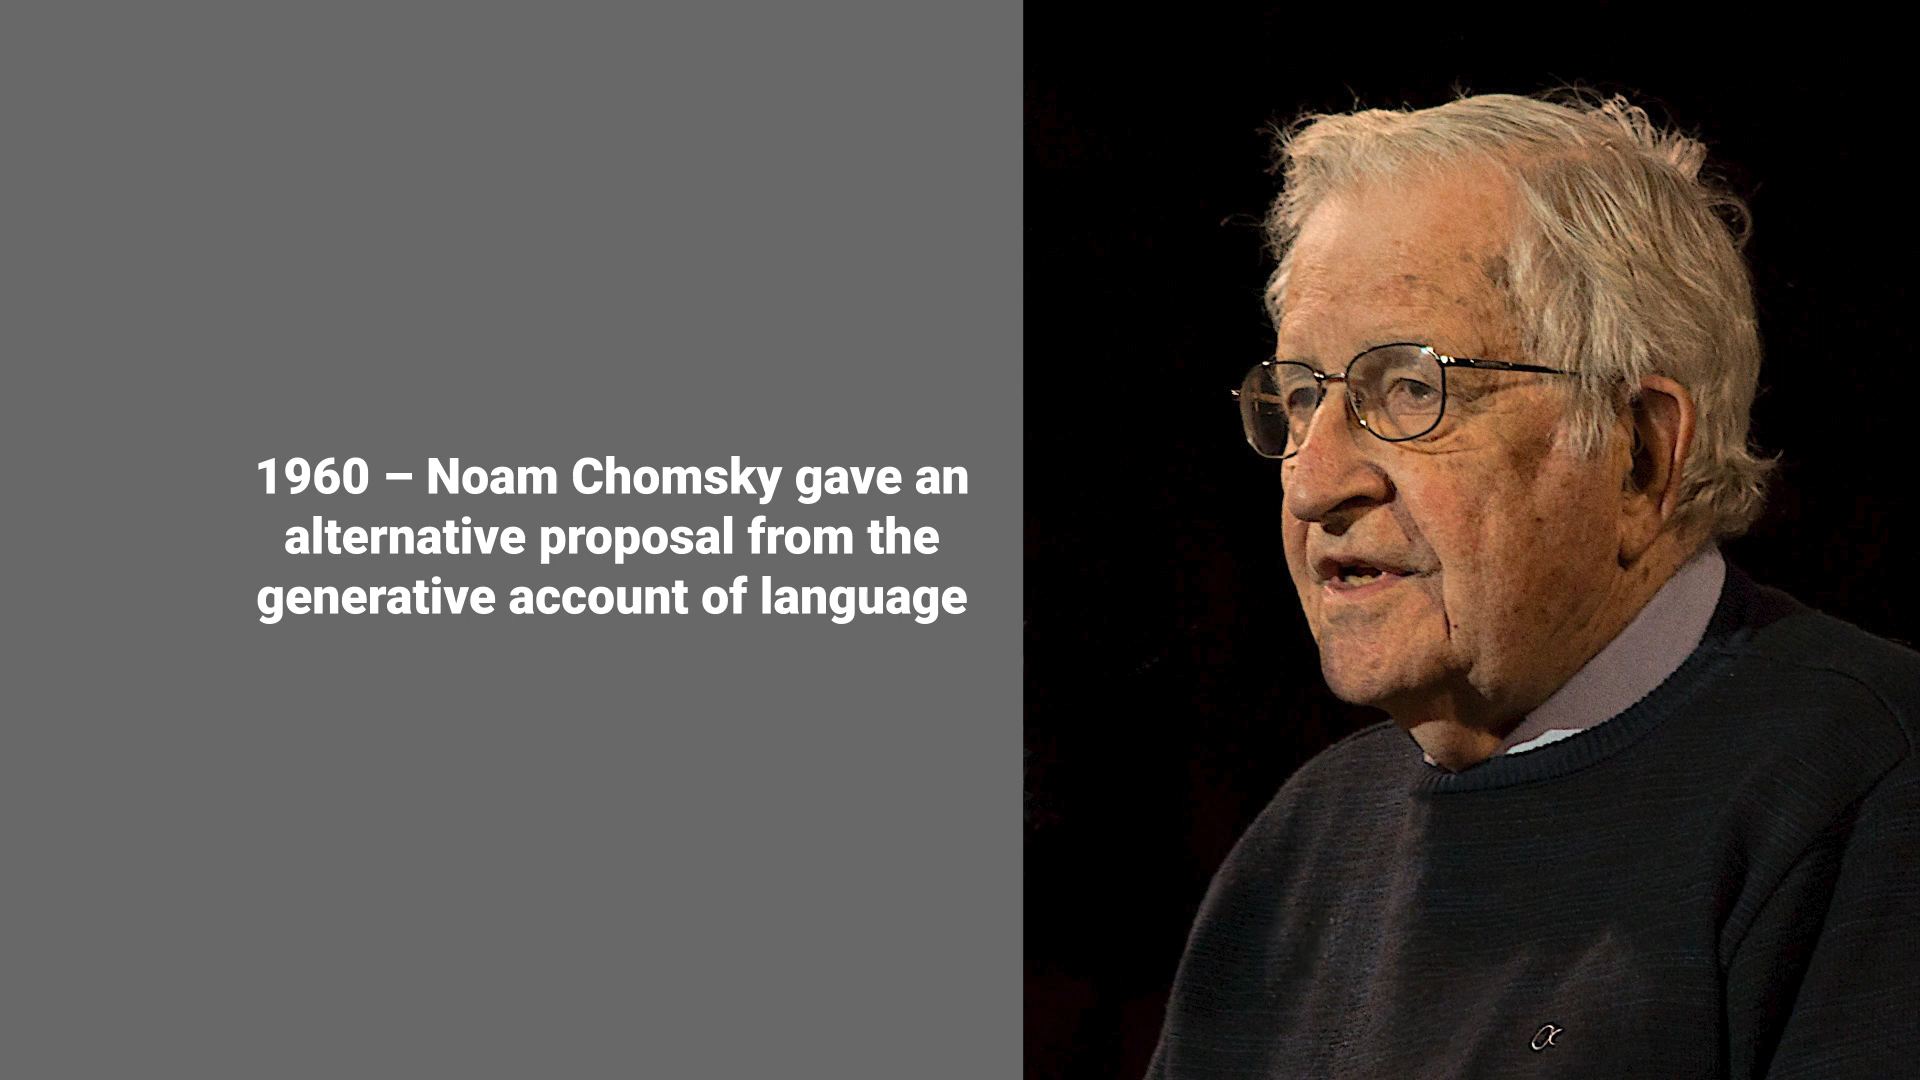 1960 – Noam Chomsky gave an
alternative proposal from the
generative account of language